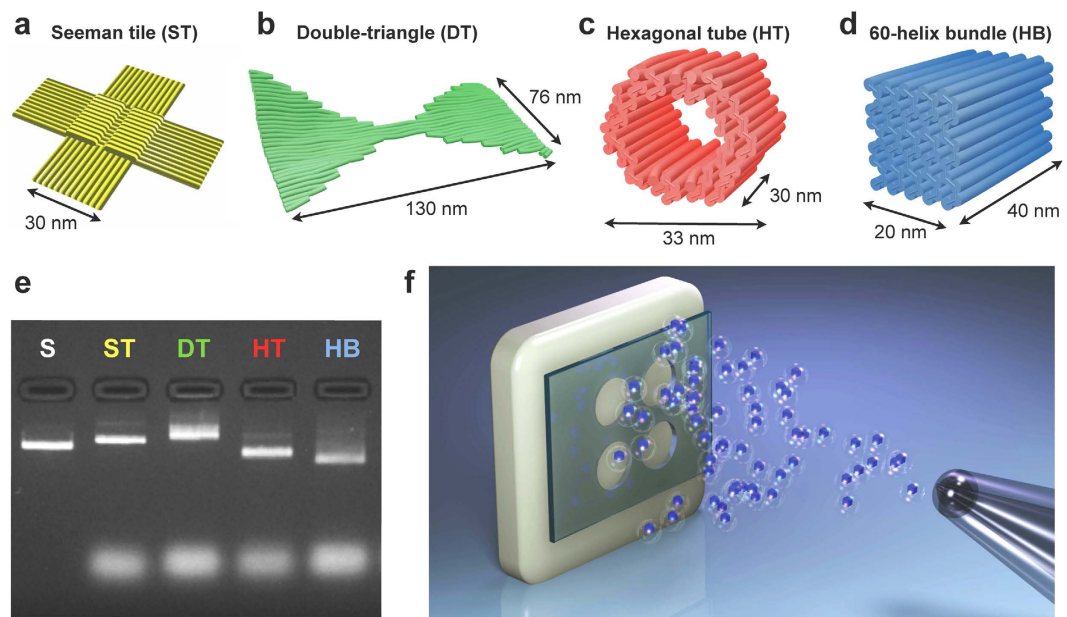 a Seeman tile (ST)
30 nm
b Double-triangle (DT)
76 nm
130 nm
c Hexagonal tube (HT)
30 nm
33 nm
d 60-helix bundle (HB)
20 nm
40 nm
e
S ST DT HT HB
f